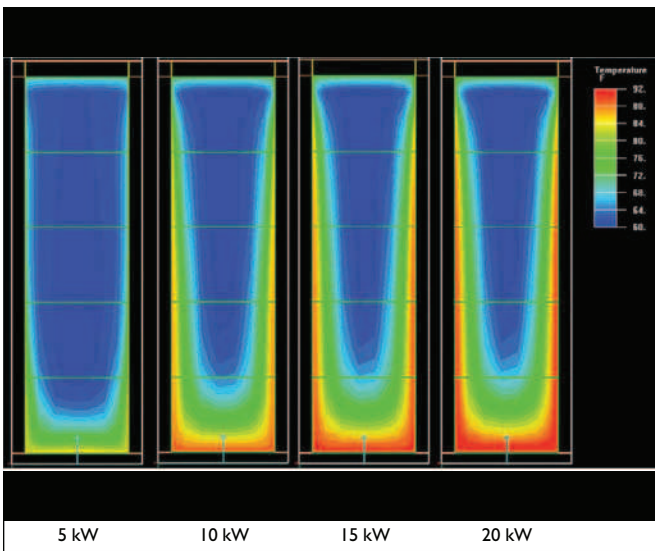 Temperature
F
92.
88.
84.
80.
76.
72.
68.
64.
60.
5 kW
10 kW
15 kW
20 kW